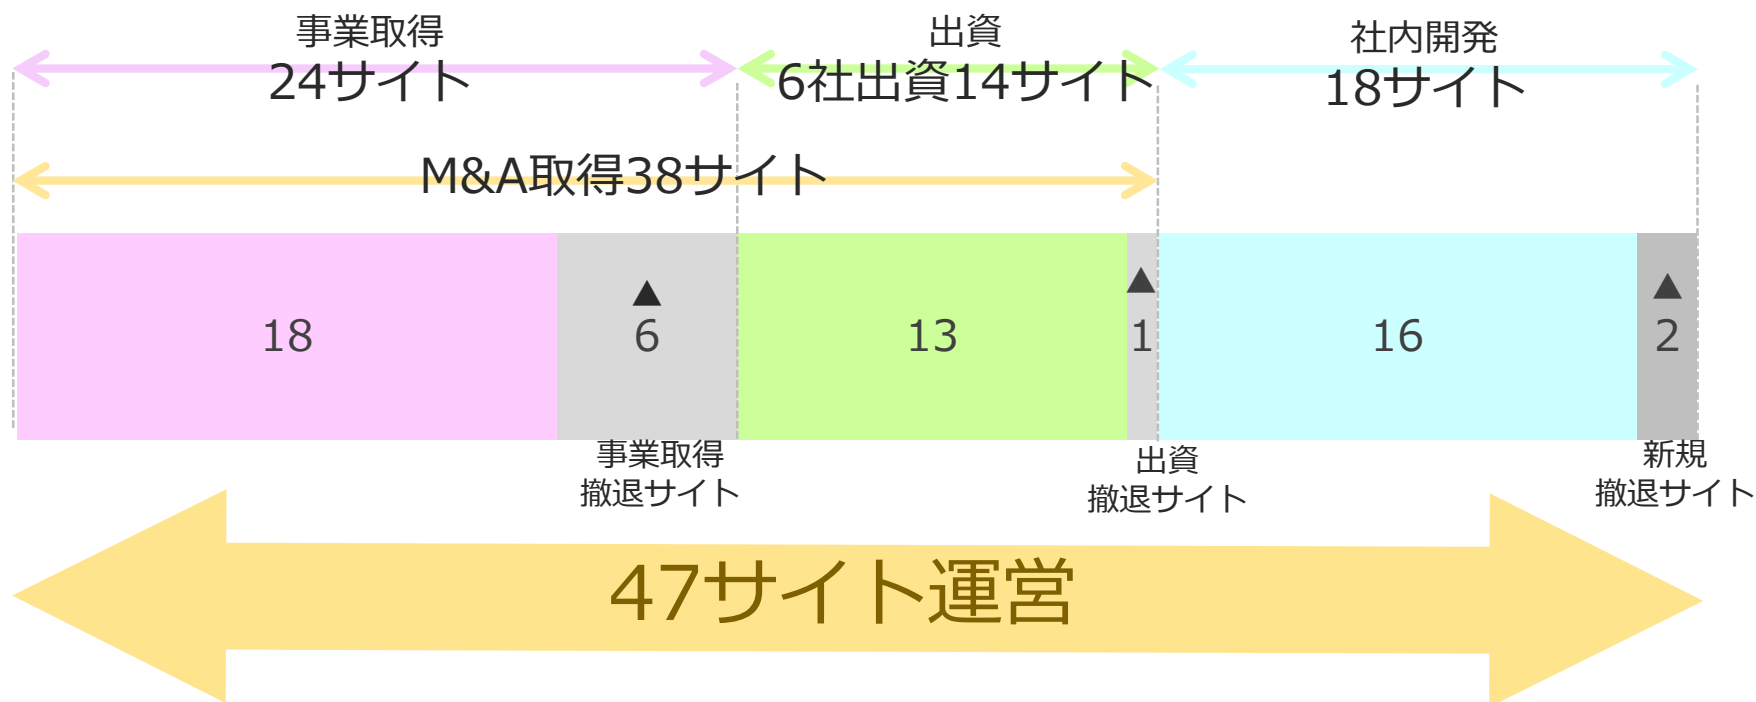 事業取得
24サイト
出資
6社出資14サイト
社内開発
18サイト
M&A取得38サイト
18
▲
6
13
▲
1
16
▲
2
事業取得
撤退サイト
出資
撤退サイト
新規
撤退サイト
47サイト運営